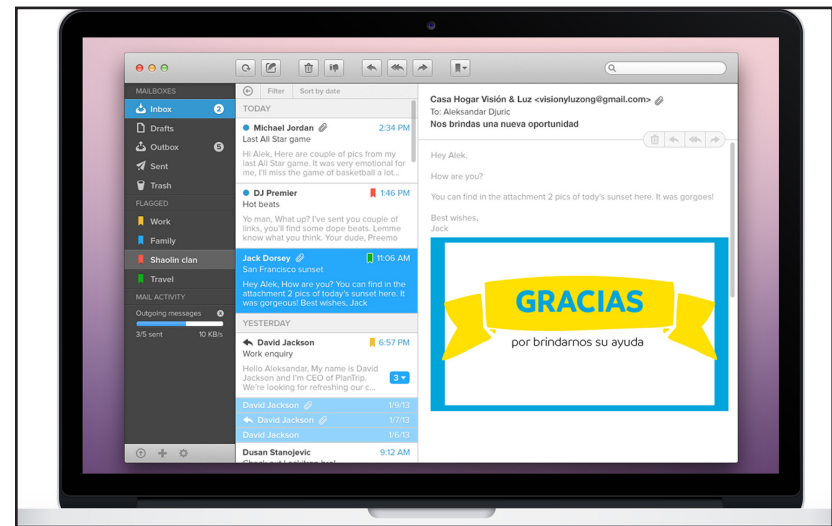 MAILBOXES
Inbox 2
Drafts
Outbox 5
Sent
Trash
FLAGGED
Work
Family
Shaolin clan
Travel
MAIL ACTIVITY
Outgoing messages
3/5 sent 10 KB/s
Filter Sort by date
TODAY
Michael Jordan 2:34 PM
Last All Star game
Hi Alek, Here are couple of pics from my
last All Star game. It was very emotional for
me, I'll miss the game of basketball a lot...
DJ Premier 1:46 PM
Hot beats
Yo man, What up? I've sent you couple of
links, you'll find some dope beats. Lemme
know what you think. Your dude, Preemo
Jack Dorsey 11:06 AM
San Francisco sunset
Hey Alek, How are you? You can find in the
attachment 2 pics of today's sunset here. It
was gorgeous! Best wishes, Jack
YESTERDAY
David Jackson 6:57 PM
Work enquiry
Hello Aleksandar, My name is David
Jackson and I'm CEO of PlanTrip.
We're looking for refreshing our c... 3
David Jackson 1/9/13
David Jackson 1/7/13
David Jackson 1/6/13
Dusan Stanojevic 9:12 AM
Casa Hogar Visión & Luz <visionyluzong@gmail.com>
To: Aleksandar Djuric
Nos brindas una nueva oportunidad
Hey Alek,
How are you?
You can find in the attachment 2 pics of tody's sunset here. It was gorgoes!
Best wishes,
Jack
GRACIAS
por brindarnos su ayuda